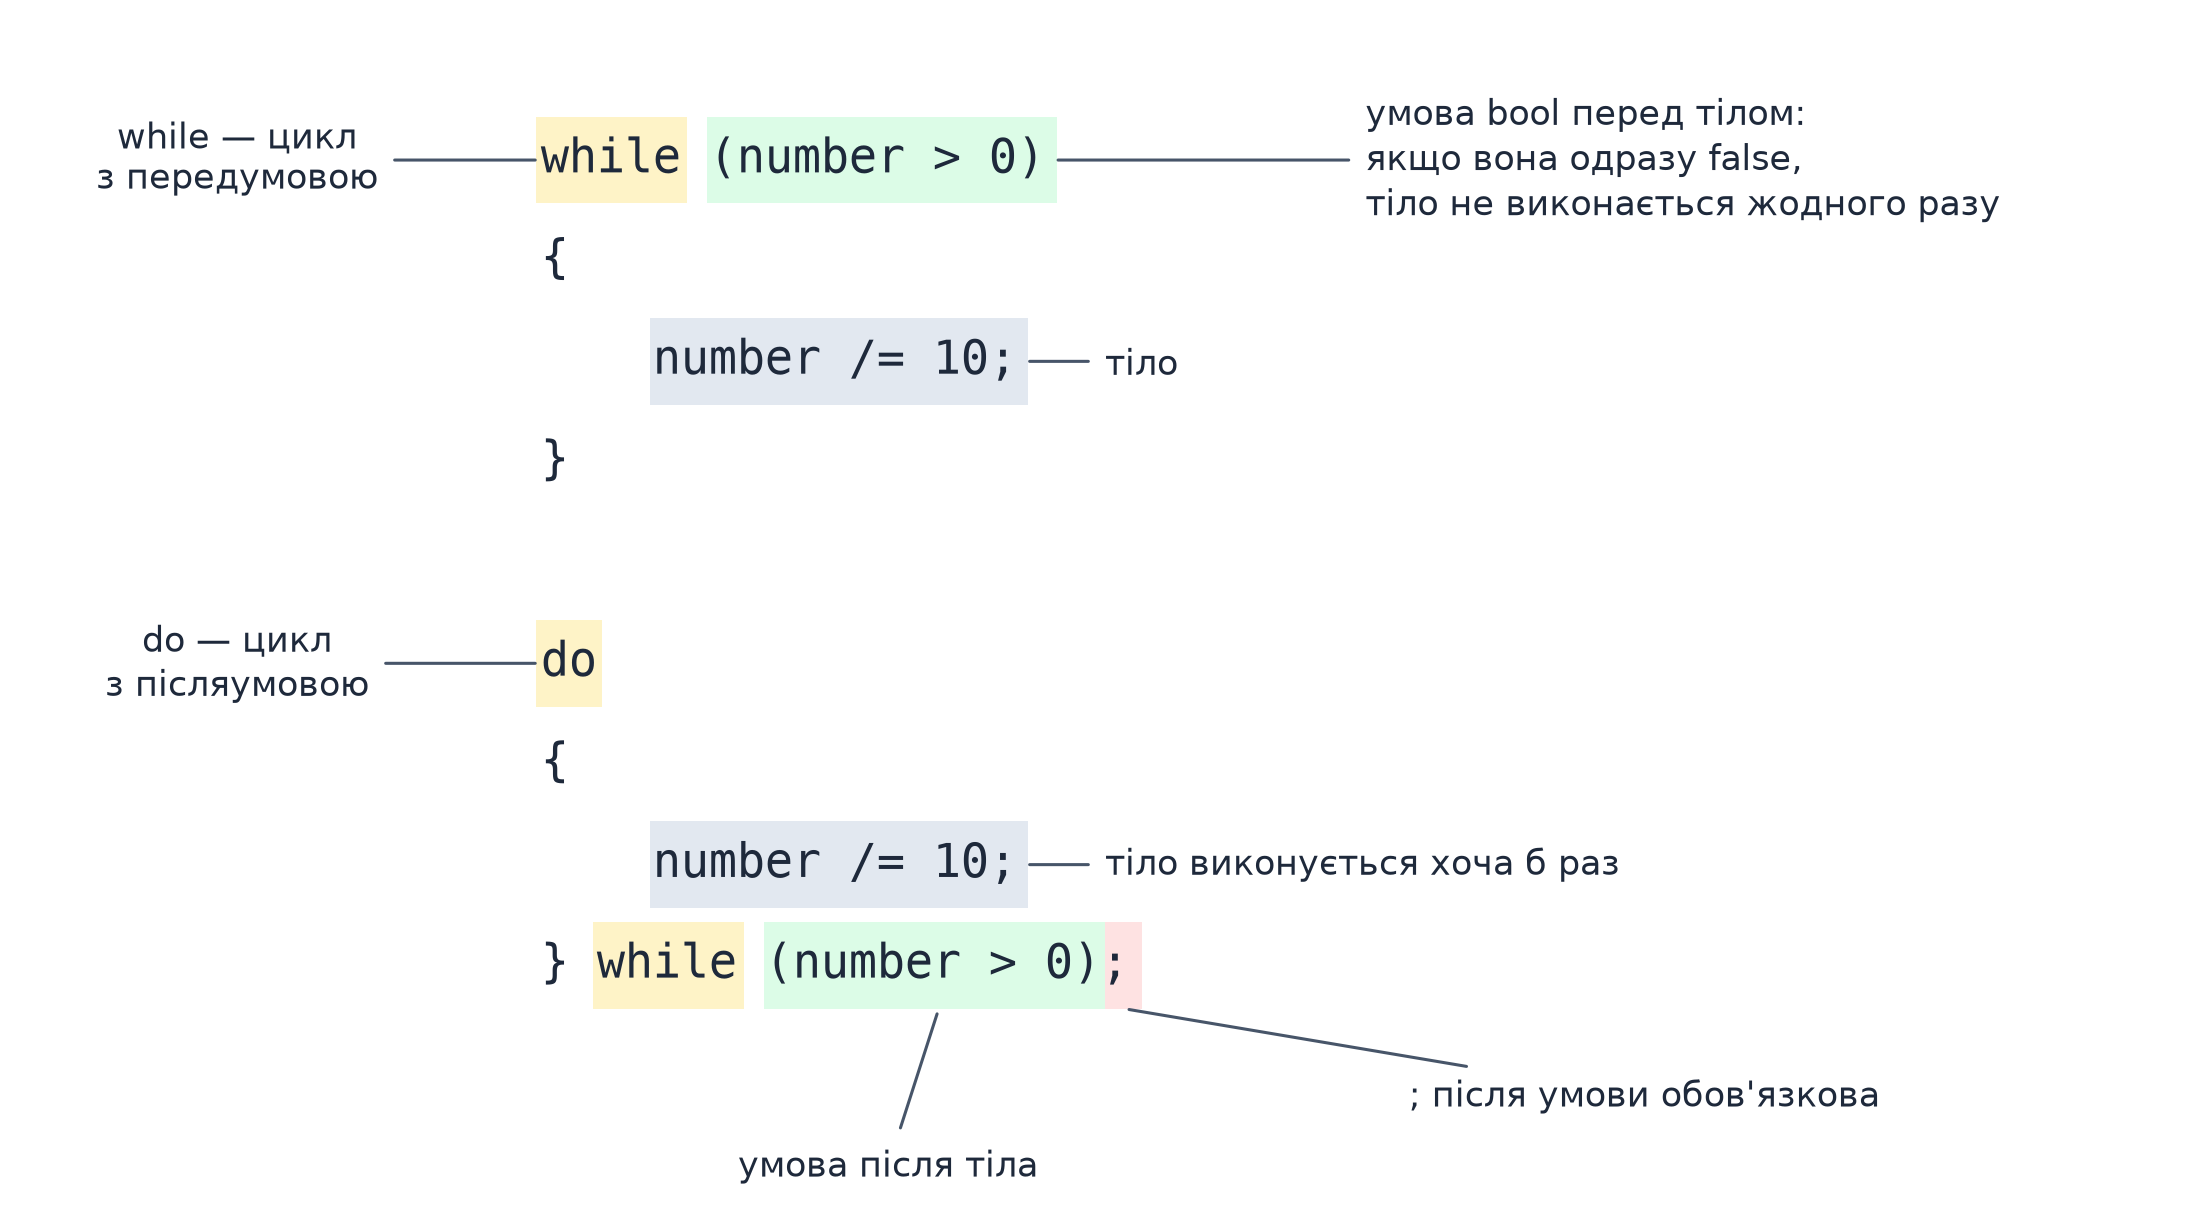 while — цикл
з передумовою
while (number > 0)
умова bool перед тілом:
якщо вона одразу false,
тіло не виконається жодного разу
{
number /= 10;
тіло
}
do — цикл
з післяумовою
do
{
number /= 10;
тіло виконується хоча б раз
} while (number > 0);
; після умови обов'язкова
умова після тіла